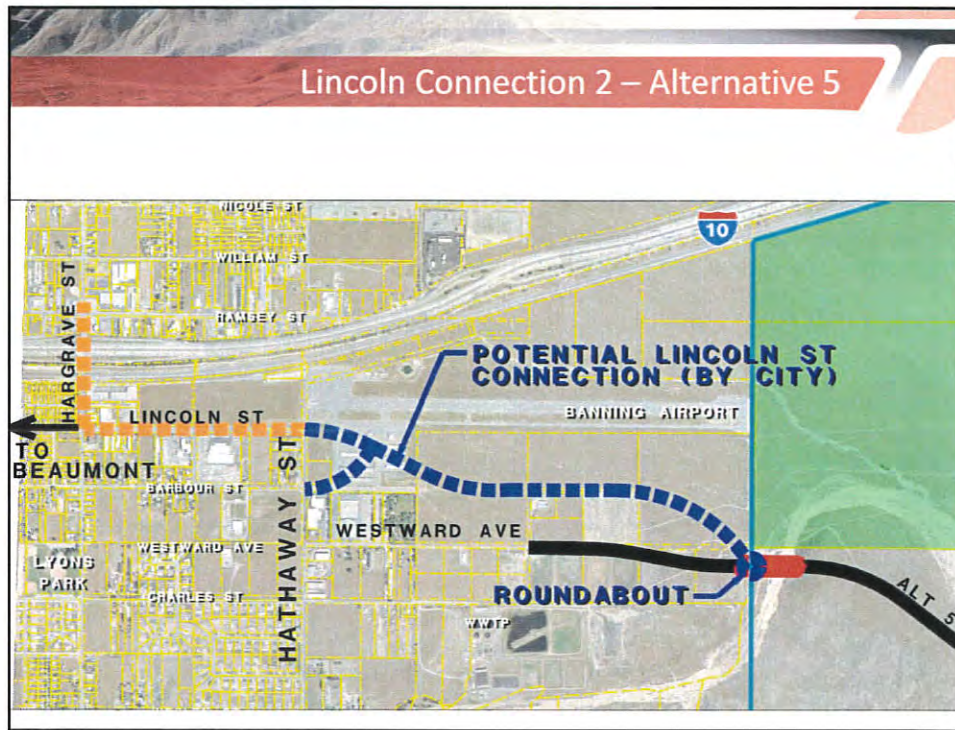 Lincoln Connection 2 – Alternative 5
NICOLE ST
10
WILLIAM ST
HARGRAVE ST
RAMSEY ST
POTENTIAL LINCOLN ST
CONNECTION (BY CITY)
LINCOLN ST
BANNING AIRPORT
TO
BEAUMONT
HATHAWAY ST
BARBOUR ST
WESTWARD AVE
WESTWARD AVE
LYONS
PARK
CHARLES ST
ROUNDABOUT
ALT 5
WWTP